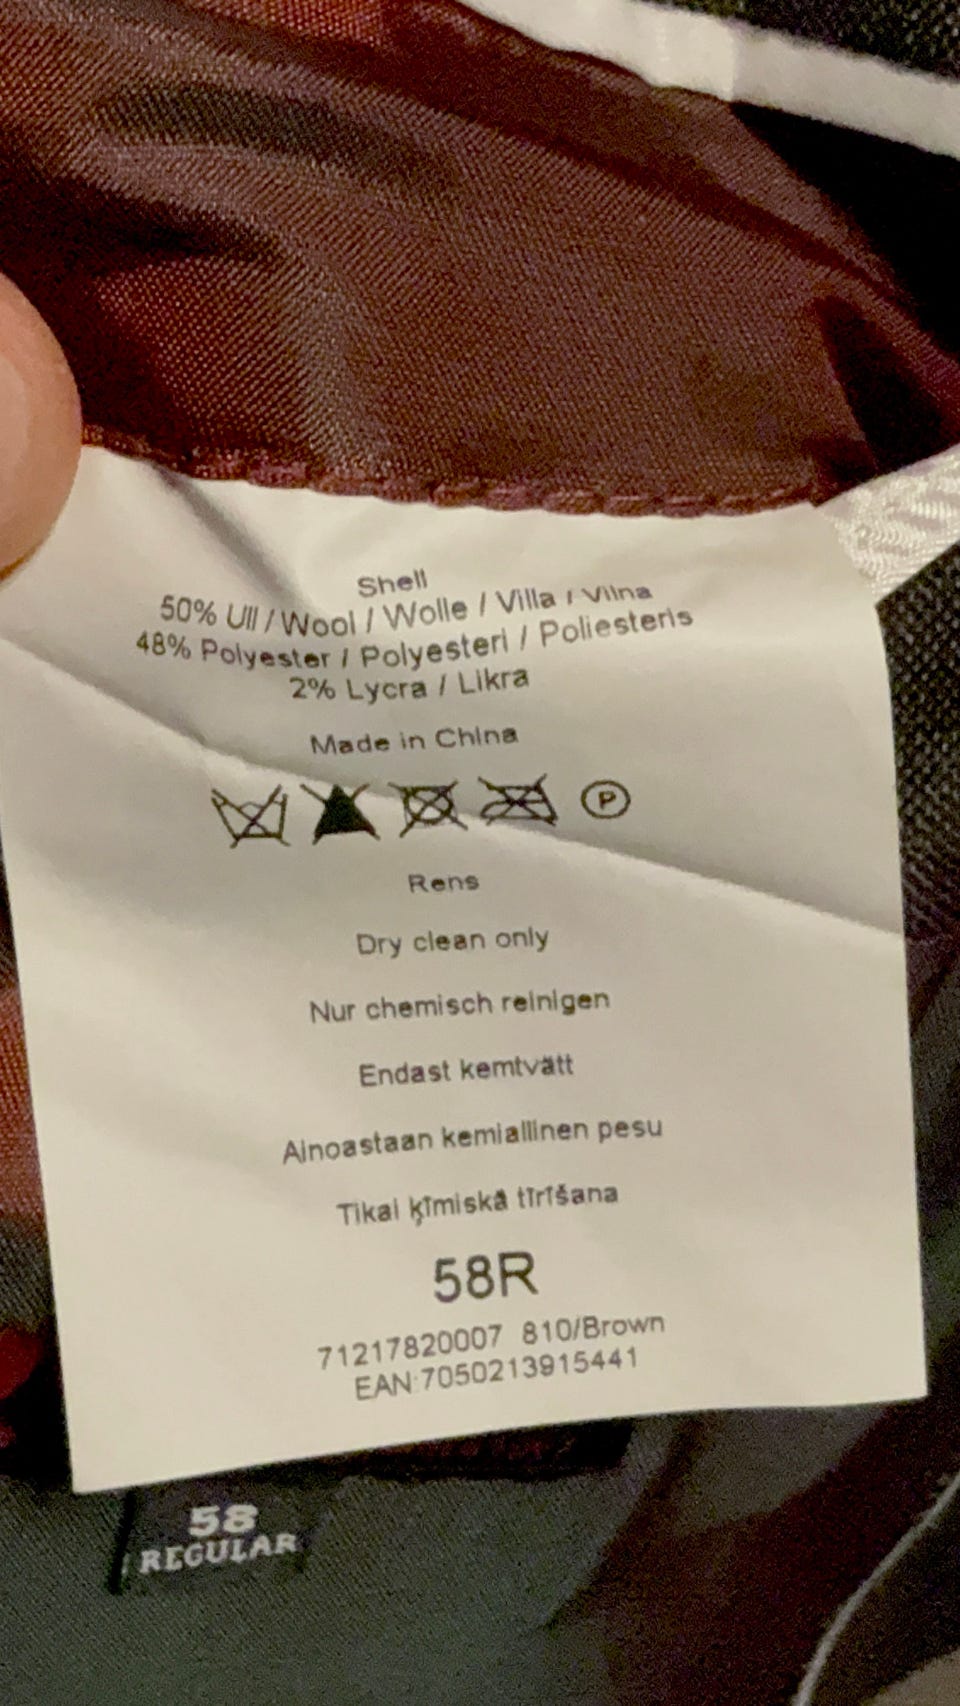 Shell
50% Ull / Wool / Wolle / Villa / Vilna
48% Polyester / Polyesteri / Poliesteris
2% Lycra / Likra
Made in China
P
Rens
Dry clean only
Nur chemisch reinigen
Endast kemtvätt
Ainoastaan kemiallinen pesu
Tikai ķīmiskā tīrīšana
58R
71217820007 810/Brown
EAN:7050213915441
58
REGULAR